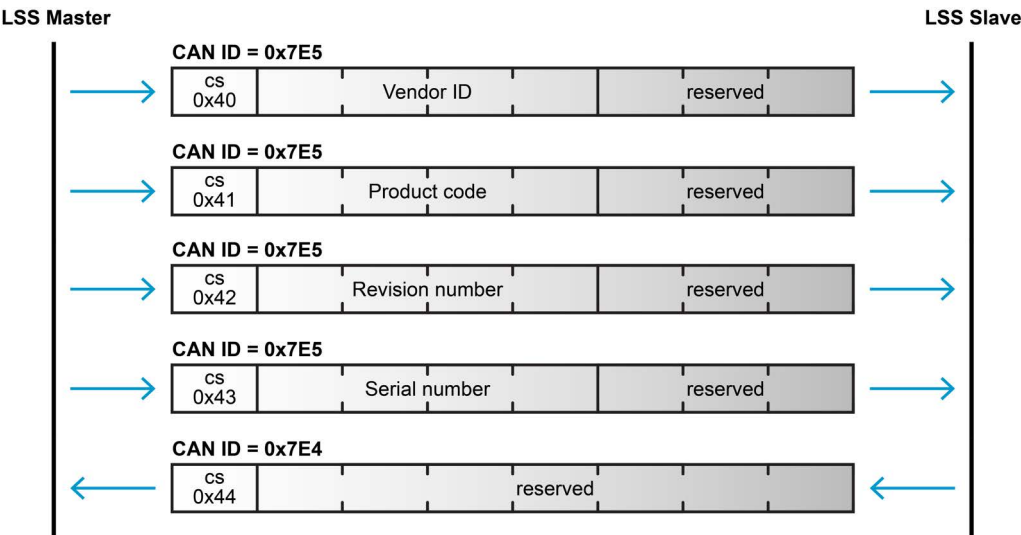 LSS Master
LSS Slave
CAN ID = 0x7E5
cs
0x40
Vendor ID
reserved
CAN ID = 0x7E5
cs
0x41
Product code
reserved
CAN ID = 0x7E5
cs
0x42
Revision number
reserved
CAN ID = 0x7E5
cs
0x43
Serial number
reserved
CAN ID = 0x7E4
cs
0x44
reserved